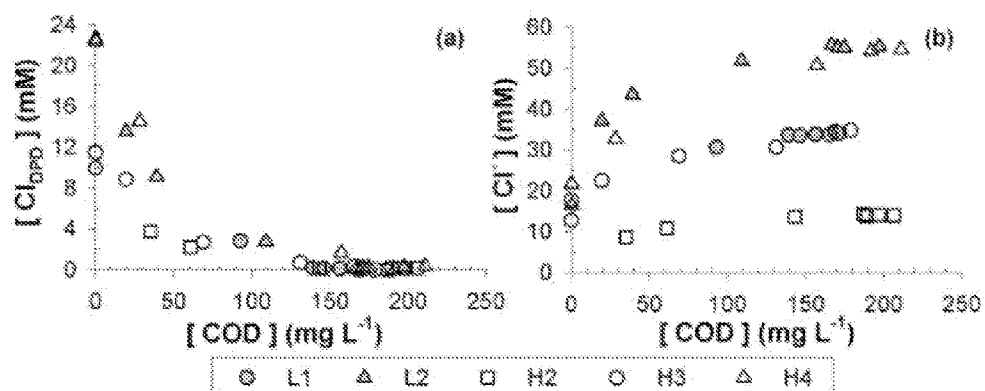 (a)
24
20
16
12
8
4
0
[ Cl_DPD ] (mM)
0 50 100 150 200 250
[ COD ] (mg L⁻¹)
(b)
60
50
40
30
20
10
0
[ Cl⁻ ] (mM)
0 50 100 150 200 250
[ COD ] (mg L⁻¹)
L1 L2 H2 H3 H4